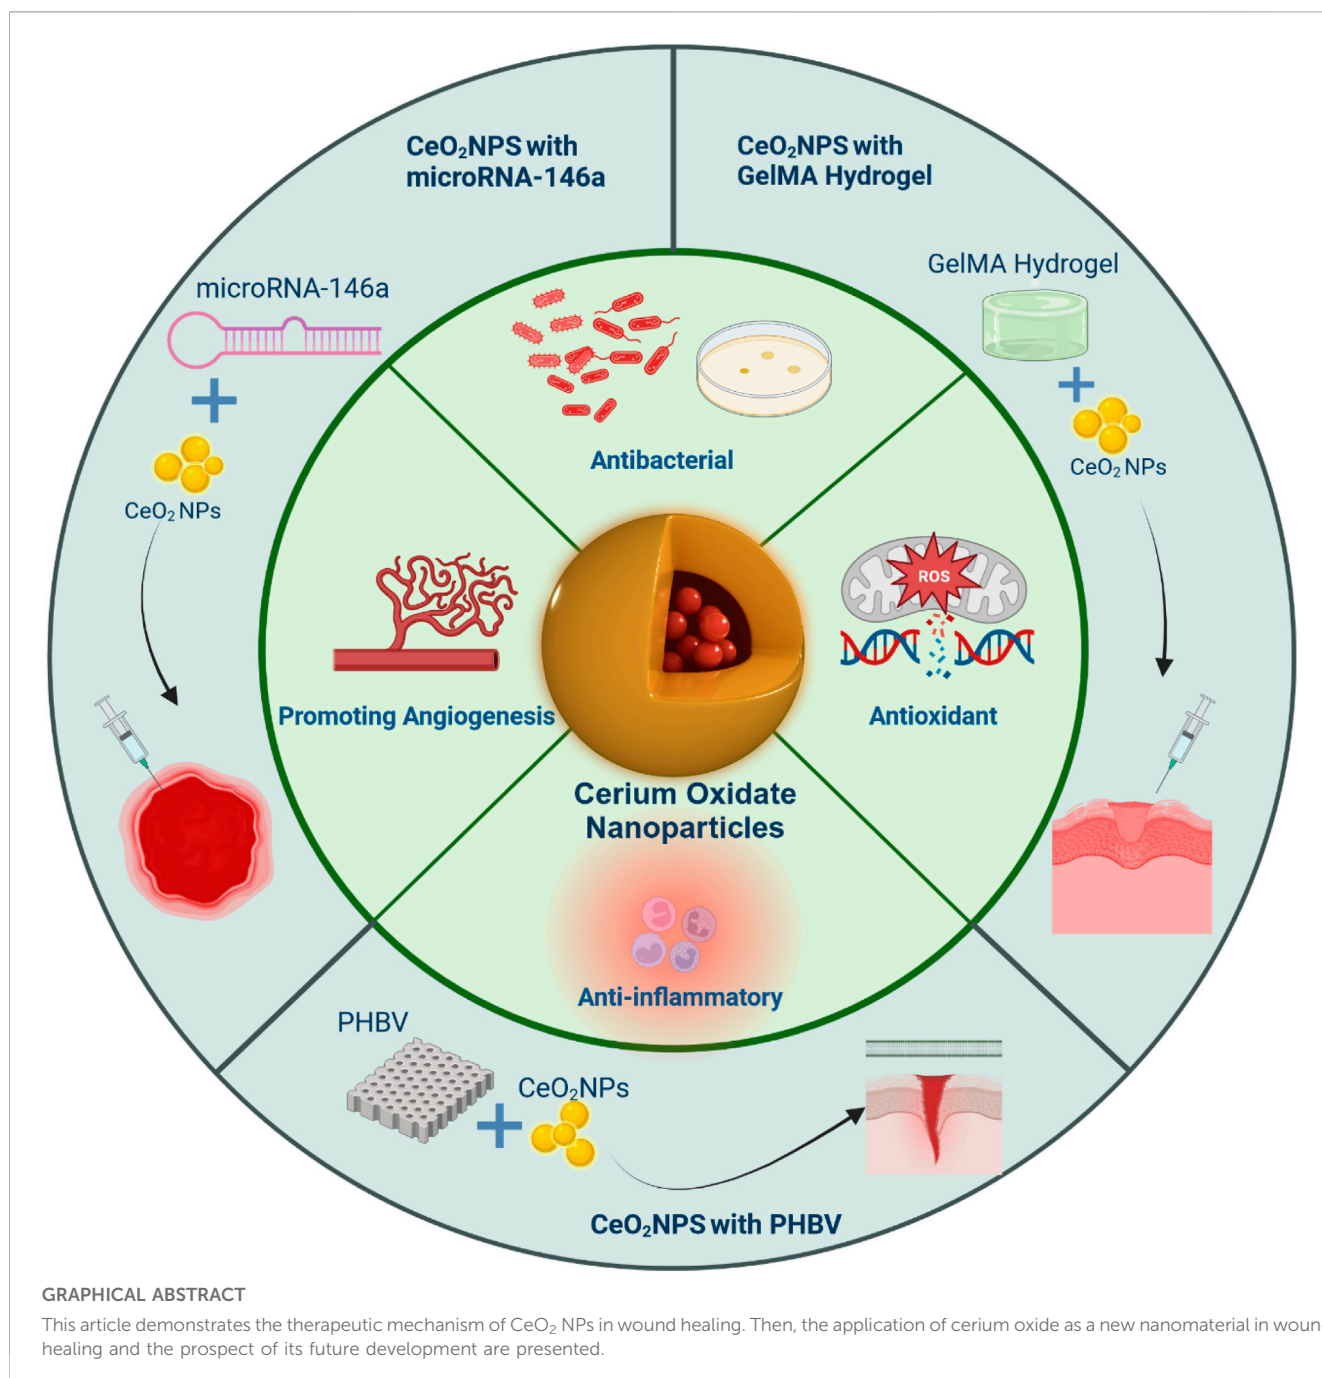 CeO₂NPS with
microRNA-146a
CeO₂NPS with
GelMA Hydrogel
microRNA-146a
CeO₂ NPs
GelMA Hydrogel
CeO₂ NPs
Antibacterial
ROS
Promoting Angiogenesis
Antioxidant
Cerium Oxidate
Nanoparticles
Anti-inflammatory
PHBV
CeO₂NPs
CeO₂NPS with PHBV
GRAPHICAL ABSTRACT
This article demonstrates the therapeutic mechanism of CeO₂ NPs in wound healing. Then, the application of cerium oxide as a new nanomaterial in woun
healing and the prospect of its future development are presented.